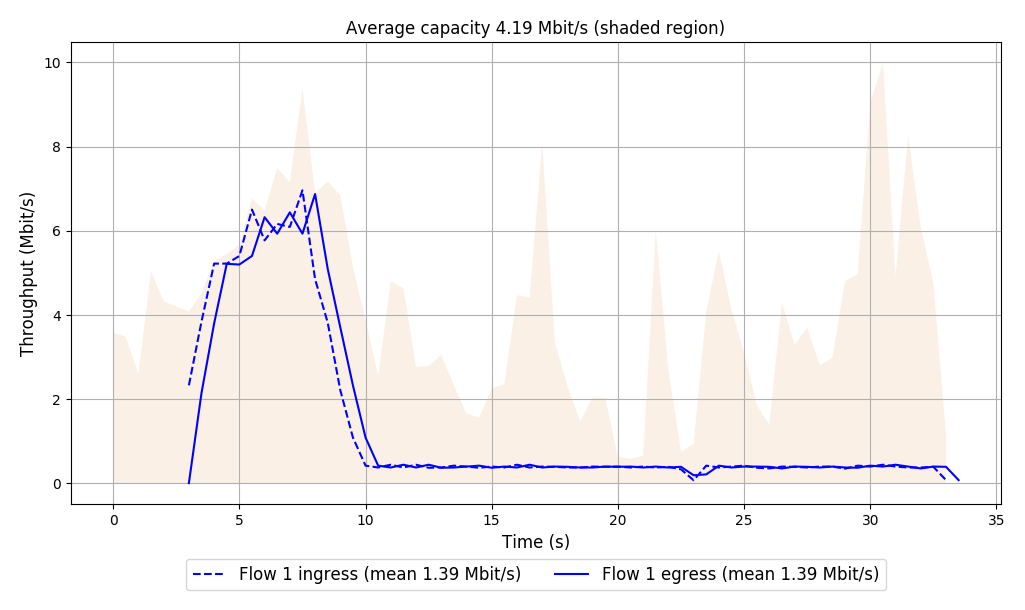 Average capacity 4.19 Mbit/s (shaded region)
10
8
6
4
2
0
Throughput (Mbit/s)
0 5 10 15 20 25 30 35
Time (s)
Flow 1 ingress (mean 1.39 Mbit/s) Flow 1 egress (mean 1.39 Mbit/s)